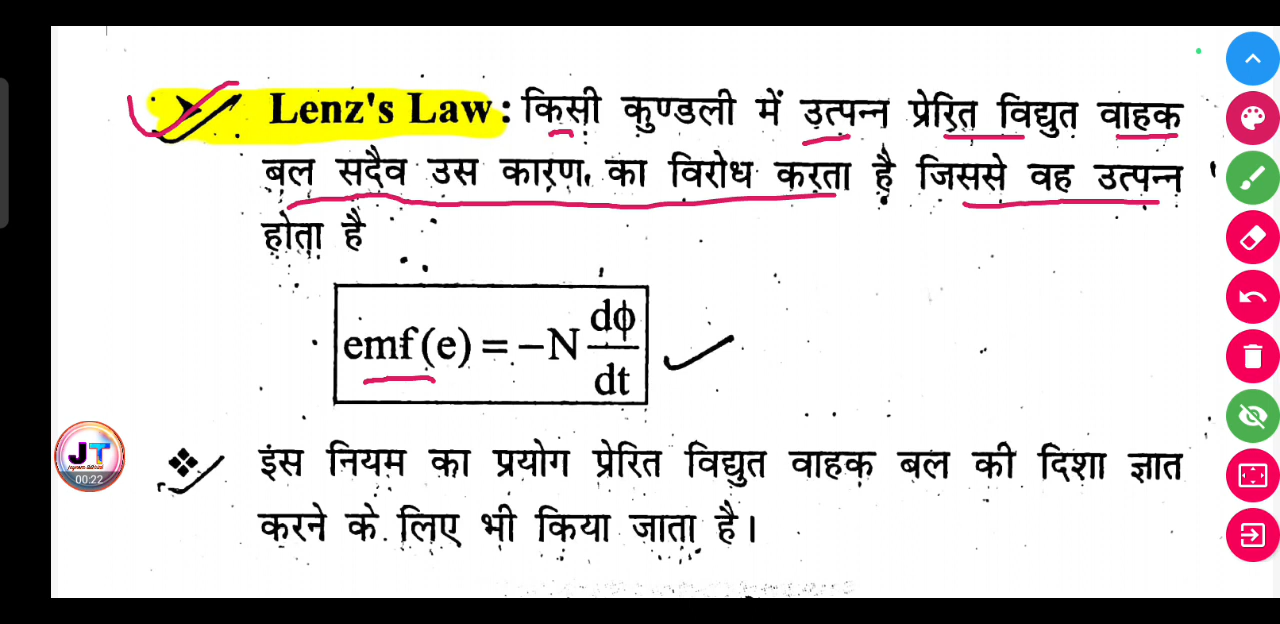 Lenz's Law : किसी कुण्डली में उत्पन्न प्रेरित विद्युत वाहक
बल सदैव उस कारण का विरोध करता है जिससे वह उत्पन्न
होता है
emf(e) = −N dϕ/dt
JT
00:22
इस नियम का प्रयोग प्रेरित विद्युत वाहक बल की दिशा ज्ञात
करने के लिए भी किया जाता है।